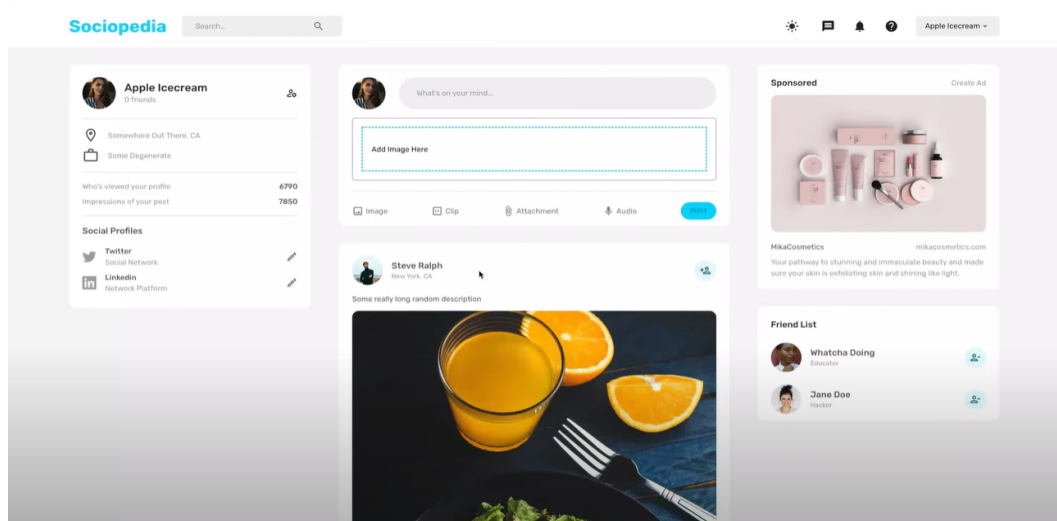 Sociopedia
Search...
Apple Icecream
Apple Icecream
0 friends
Somewhere Out There, CA
Some Degenerate
Who's viewed your profile 6790
Impressions of your post 7850
Social Profiles
Twitter
Social Network
Linkedin
Network Platform
What's on your mind...
Add Image Here
Image Clip Attachment Audio POST
Steve Ralph
New York, CA
Some really long random description
Sponsored Create Ad
MikaCosmetics mikacosmetics.com
Your pathway to stunning and immaculate beauty and made
sure your skin is exfoliating skin and shining like light.
Friend List
Whatcha Doing
Educator
Jane Doe
Hacker